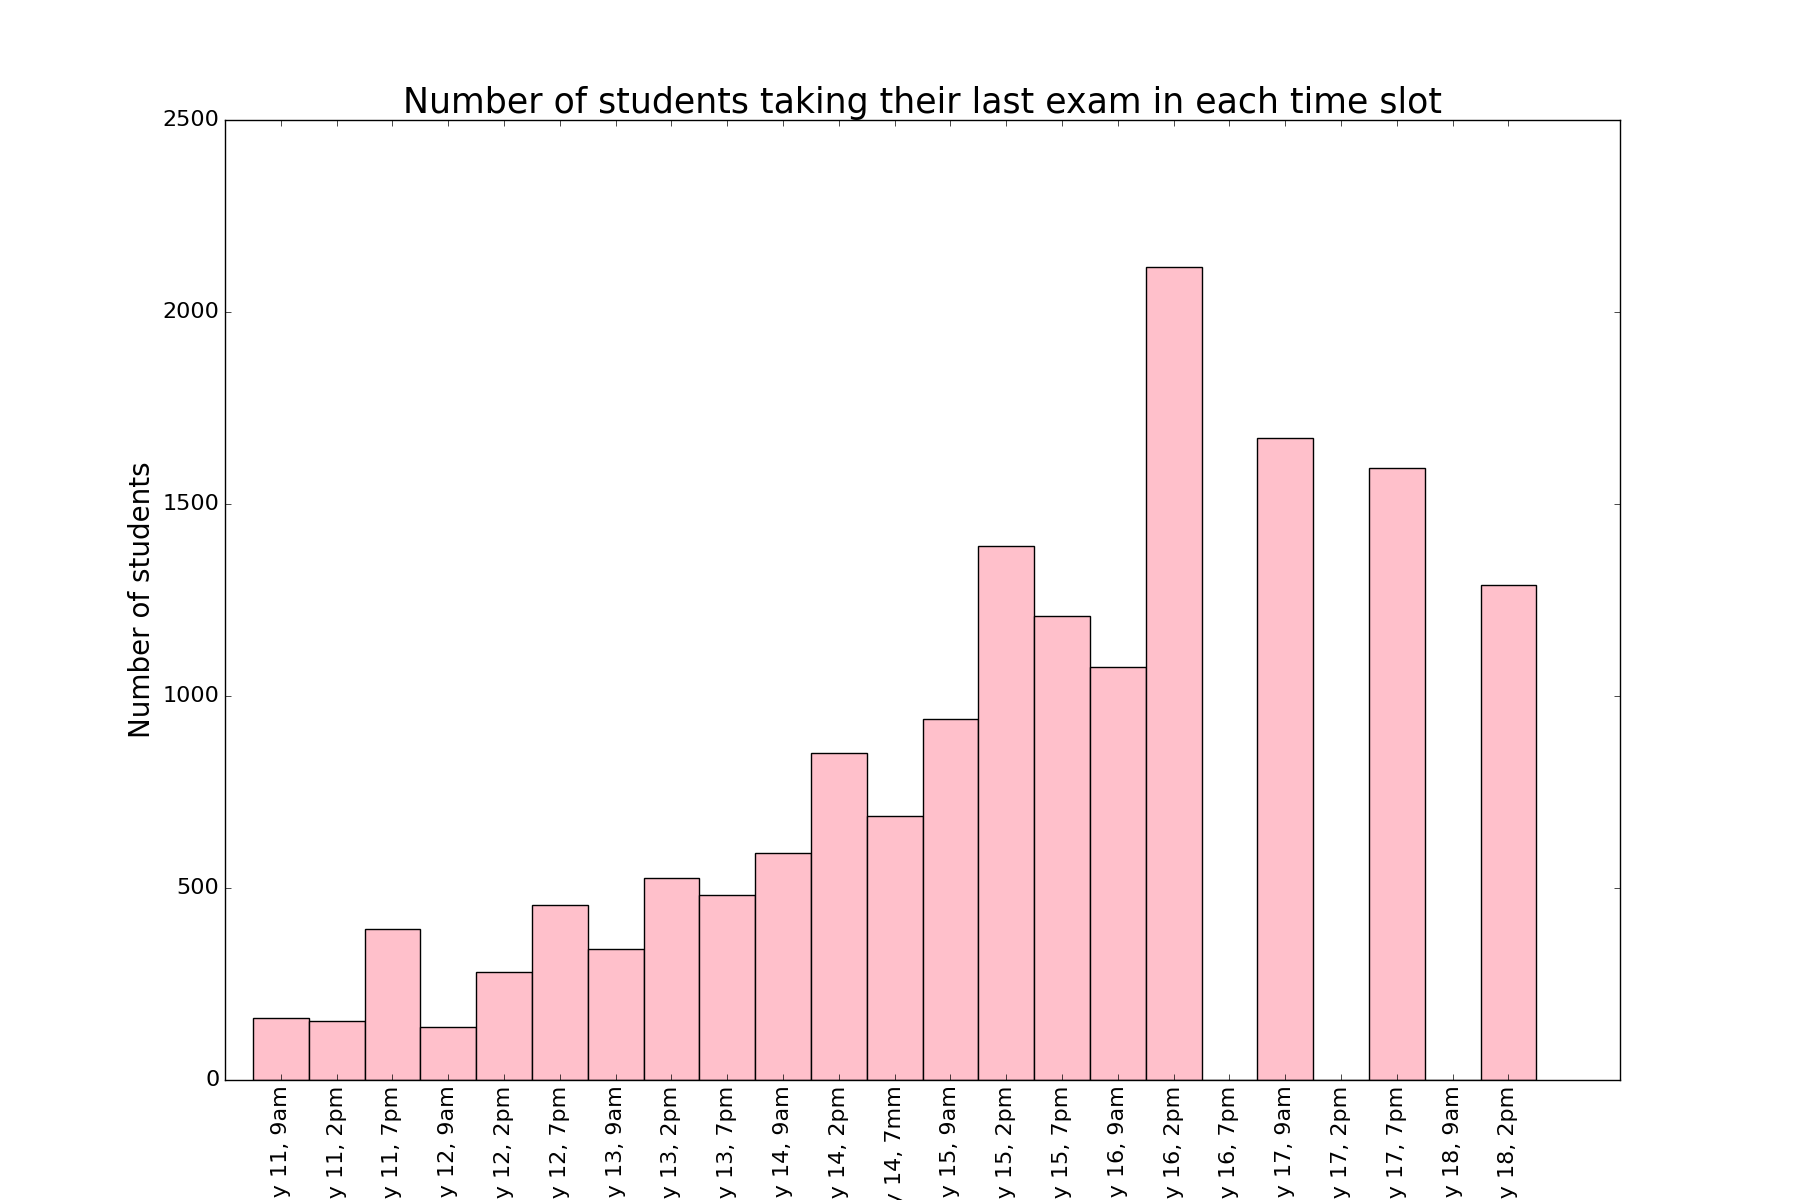 Number of students taking their last exam in each time slot
2500
2000
1500
1000
500
0
Number of students
y 11, 9am
y 11, 2pm
y 11, 7pm
y 12, 9am
y 12, 2pm
y 12, 7pm
y 13, 9am
y 13, 2pm
y 13, 7pm
y 14, 9am
y 14, 2pm
y 14, 7mm
y 15, 9am
y 15, 2pm
y 15, 7pm
y 16, 9am
y 16, 2pm
y 16, 7pm
y 17, 9am
y 17, 2pm
y 17, 7pm
y 18, 9am
y 18, 2pm